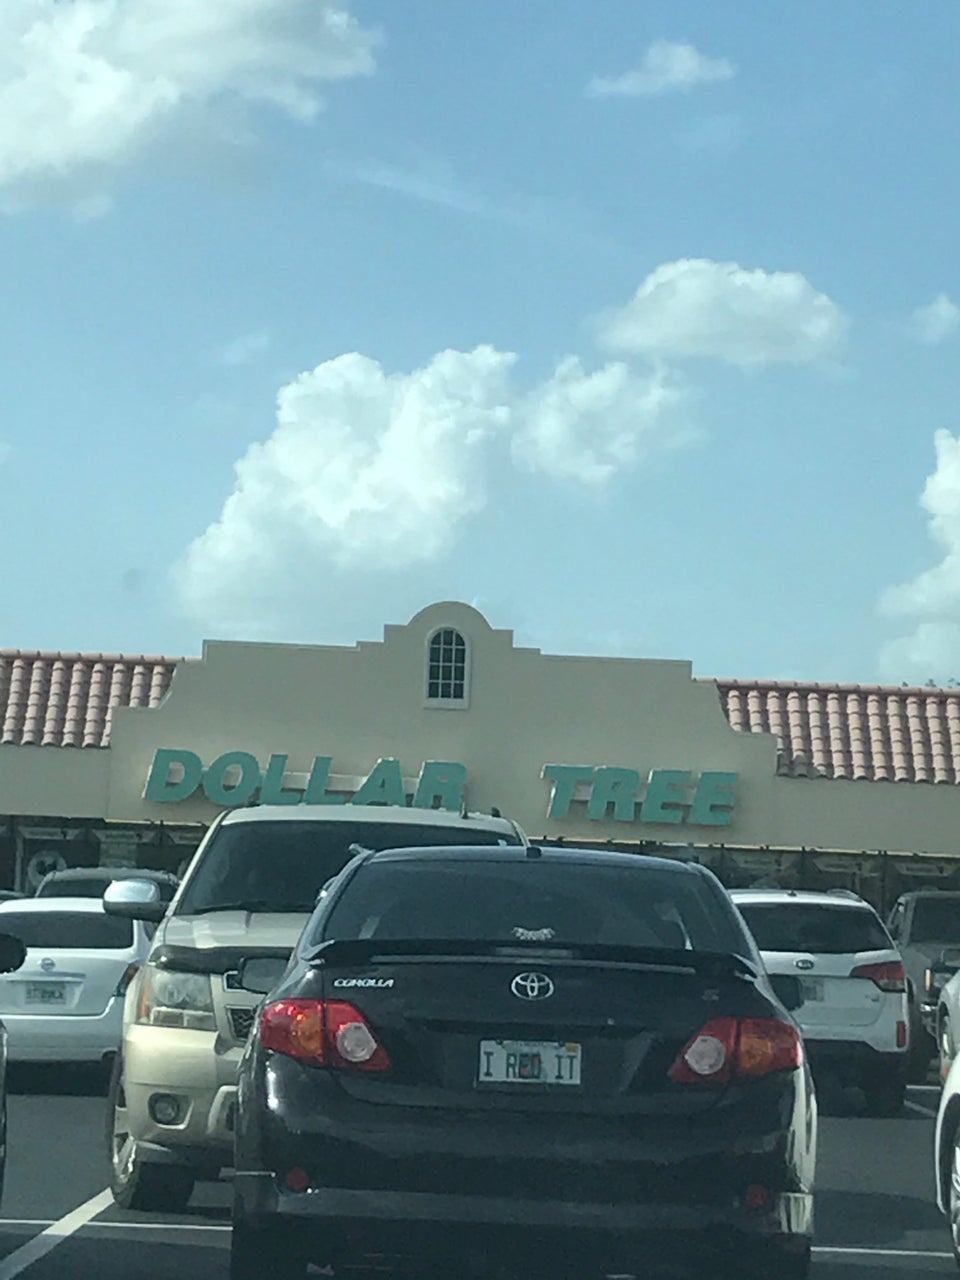 DOLLAR TREE
COROLLA
S
I RED IT